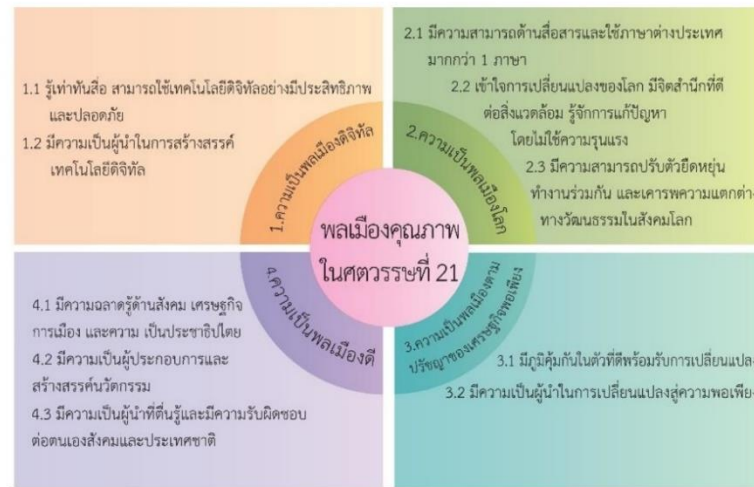 1.1 รู้เท่าทันสื่อ สามารถใช้เทคโนโลยีดิจิทัลอย่างมีประสิทธิภาพ
และปลอดภัย
1.2 มีความเป็นผู้นำในการสร้างสรรค์
เทคโนโลยีดิจิทัล
1.ความเป็นพลเมืองดิจิทัล
2.1 มีความสามารถด้านสื่อสารและใช้ภาษาต่างประเทศ
มากกว่า 1 ภาษา
2.2 เข้าใจการเปลี่ยนแปลงของโลก มีจิตสำนึกที่ดี
ต่อสิ่งแวดล้อม รู้จักการแก้ปัญหา
โดยไม่ใช้ความรุนแรง
2.3 มีความสามารถปรับตัวยืดหยุ่น
ทำงานร่วมกัน และเคารพความแตกต่าง
ทางวัฒนธรรมในสังคมโลก
2.ความเป็นพลเมืองโลก
พลเมืองคุณภาพ
ในศตวรรษที่ 21
3.ความเป็นพลเมืองตาม
ปรัชญาของเศรษฐกิจพอเพียง
3.1 มีภูมิคุ้มกันในตัวที่ดีพร้อมรับการเปลี่ยนแปลง
3.2 มีความเป็นผู้นำในการเปลี่ยนแปลงสู่ความพอเพียง
4.ความเป็นพลเมืองดี
4.1 มีความฉลาดรู้ด้านสังคม เศรษฐกิจ
การเมือง และความ เป็นประชาธิปไตย
4.2 มีความเป็นผู้ประกอบการและ
สร้างสรรค์นวัตกรรม
4.3 มีความเป็นผู้นำที่ตื่นรู้และมีความรับผิดชอบ
ต่อตนเองสังคมและประเทศชาติ